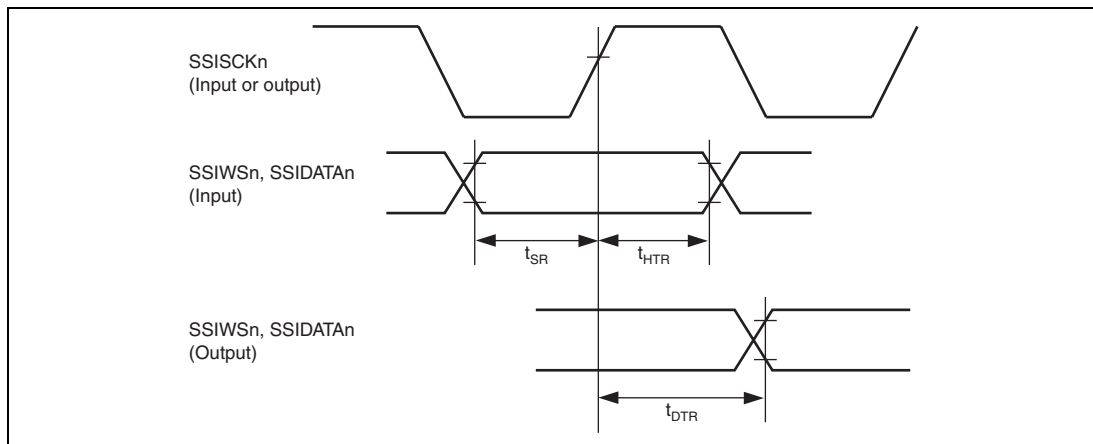 SSISCKn
(Input or output)
SSIWSn, SSIDATAn
(Input)
tSR
tHTR
SSIWSn, SSIDATAn
(Output)
tDTR